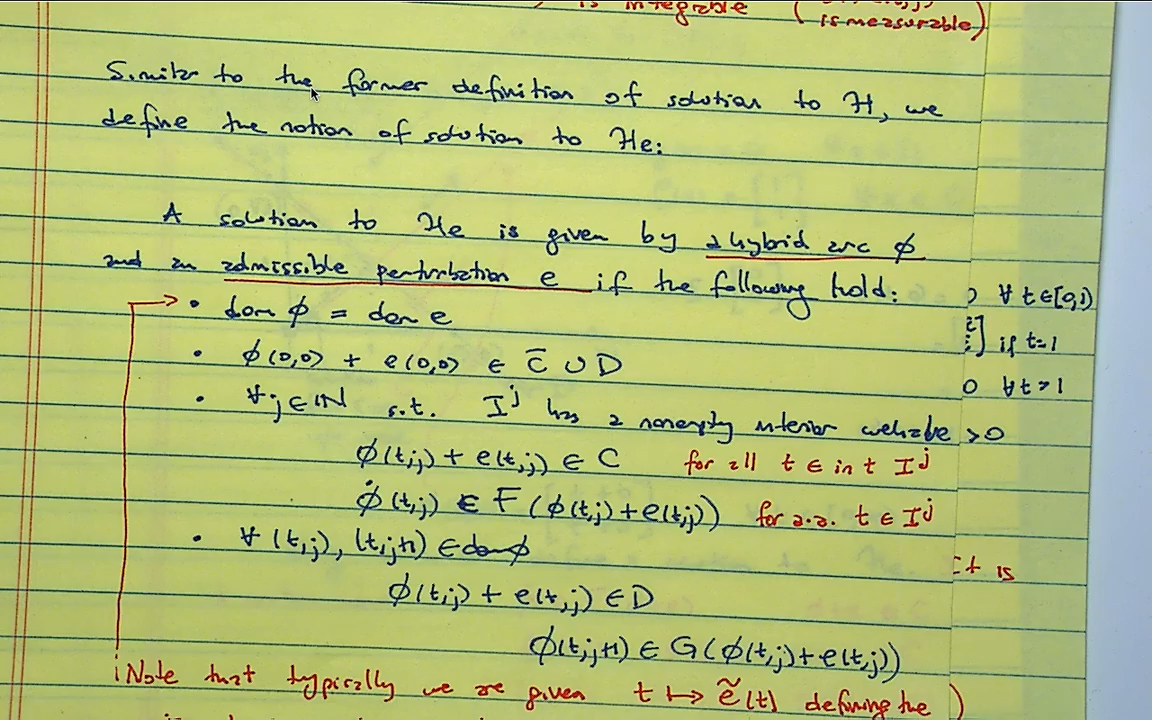 is integrable (
is measurable)
Similar to the former definition of solution to H, we
define the notion of solution to He:
A solution to He is given by a hybrid arc ϕ
and an admissible perturbation e if the following hold:
• dom ϕ = dom e
ϕ(0,0) + e(0,0) ∈ C̄ ∪ D
• ∀j∈ℕ s.t. I^j has a nonempty interior we have
ϕ(t,j) + e(t,j) ∈ C for all t ∈ int I^j
ϕ̇(t,j) ∈ F(ϕ(t,j)+e(t,j)) for a.a. t ∈ I^j
• ∀(t,j), (t,j+1) ∈ dom ϕ
ϕ(t,j) + e(t,j) ∈ D
ϕ(t,j+1) ∈ G(ϕ(t,j)+e(t,j))
(Note that typically we are given t ↦ ẽ(t) defining the )
∀ t∈[0,1)
] if t=1
0 ∀t>1
>0
It is